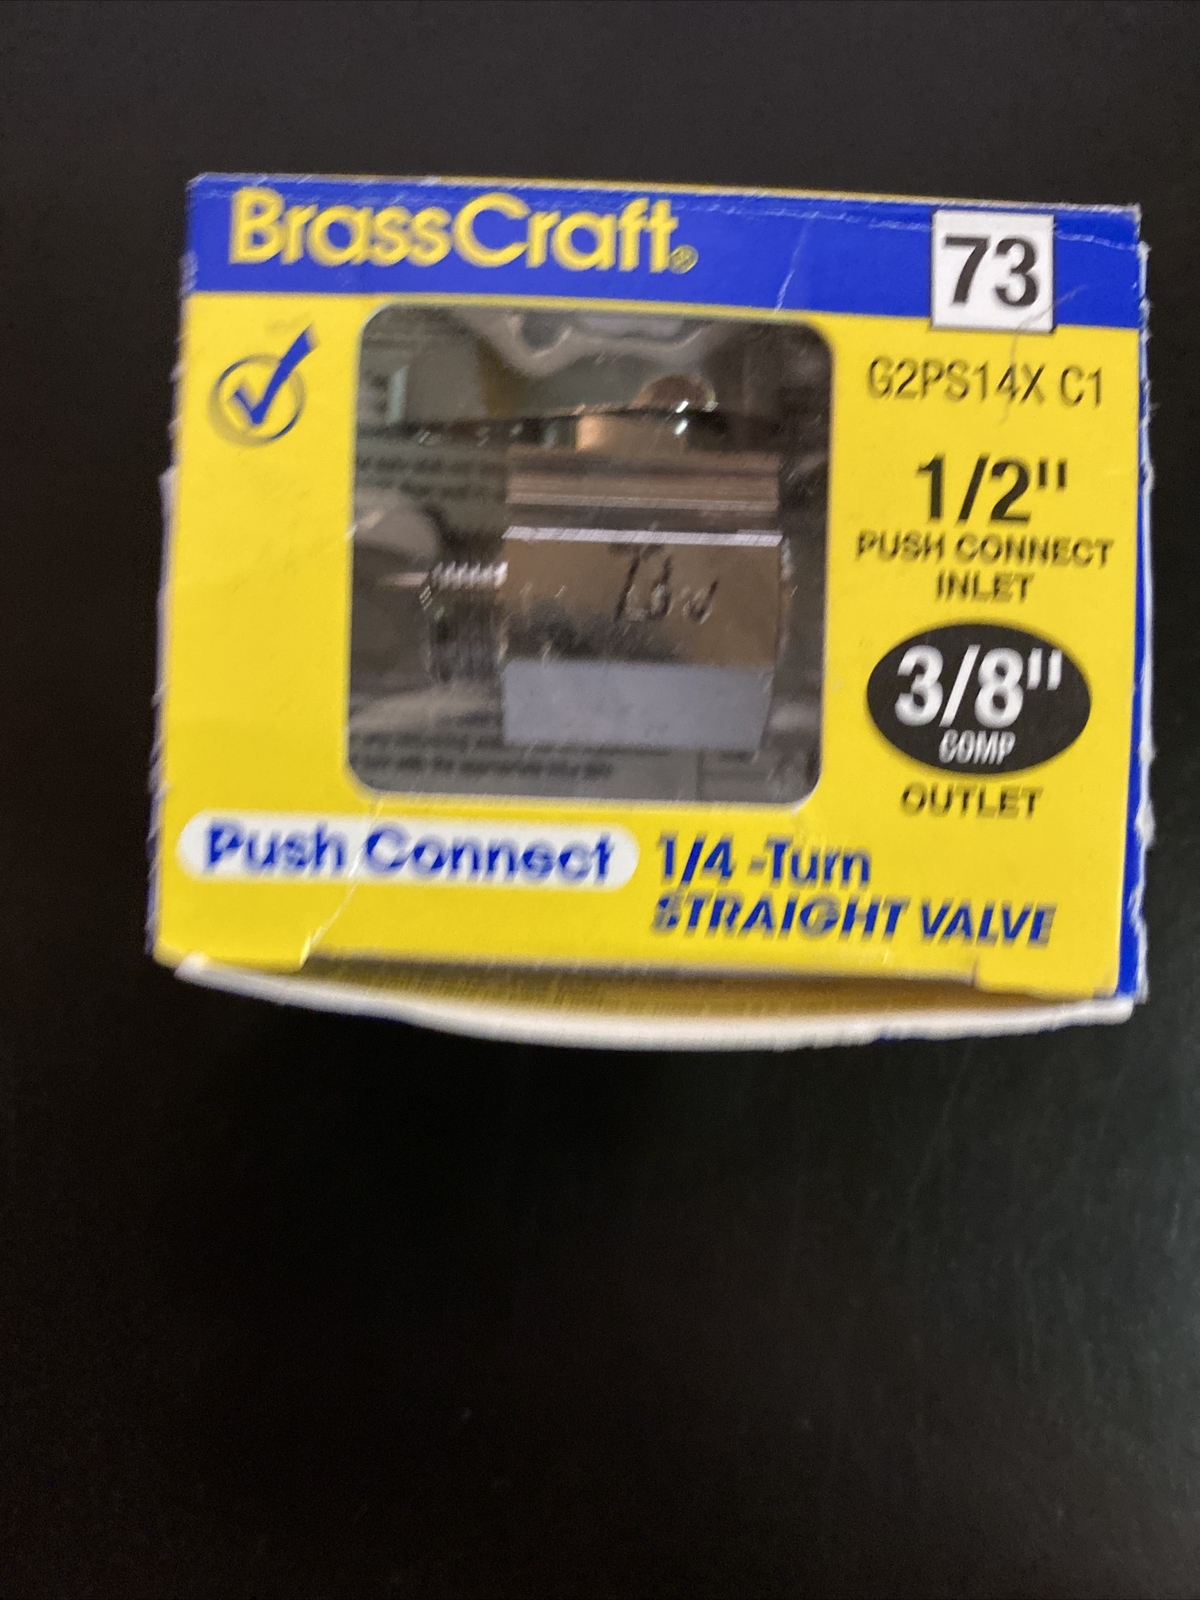 BrassCraft®
73
G2PS14X C1
1/2"
PUSH CONNECT
INLET
73
3/8"
COMP
OUTLET
Push Connect
1/4 -Turn
STRAIGHT VALVE